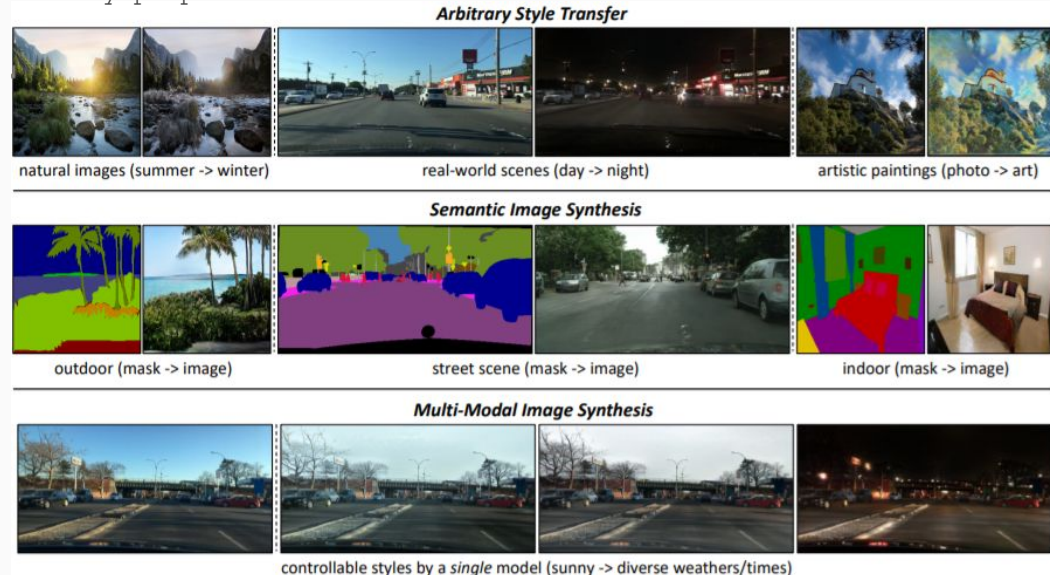 Arbitrary Style Transfer
natural images (summer -> winter)
real-world scenes (day -> night)
artistic paintings (photo -> art)
Semantic Image Synthesis
outdoor (mask -> image)
street scene (mask -> image)
indoor (mask -> image)
Multi-Modal Image Synthesis
controllable styles by a single model (sunny -> diverse weathers/times)